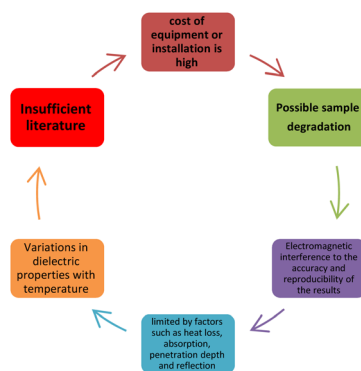 cost of
equipment or
installation is
high
Possible sample
degradation
Electromagnetic
interference to the
accuracy and
reproducibility of
the results
limited by factors
such as heat loss,
absorption,
penetration depth
and reflection
Variations in
dielectric
properties with
temperature
Insufficient
literature